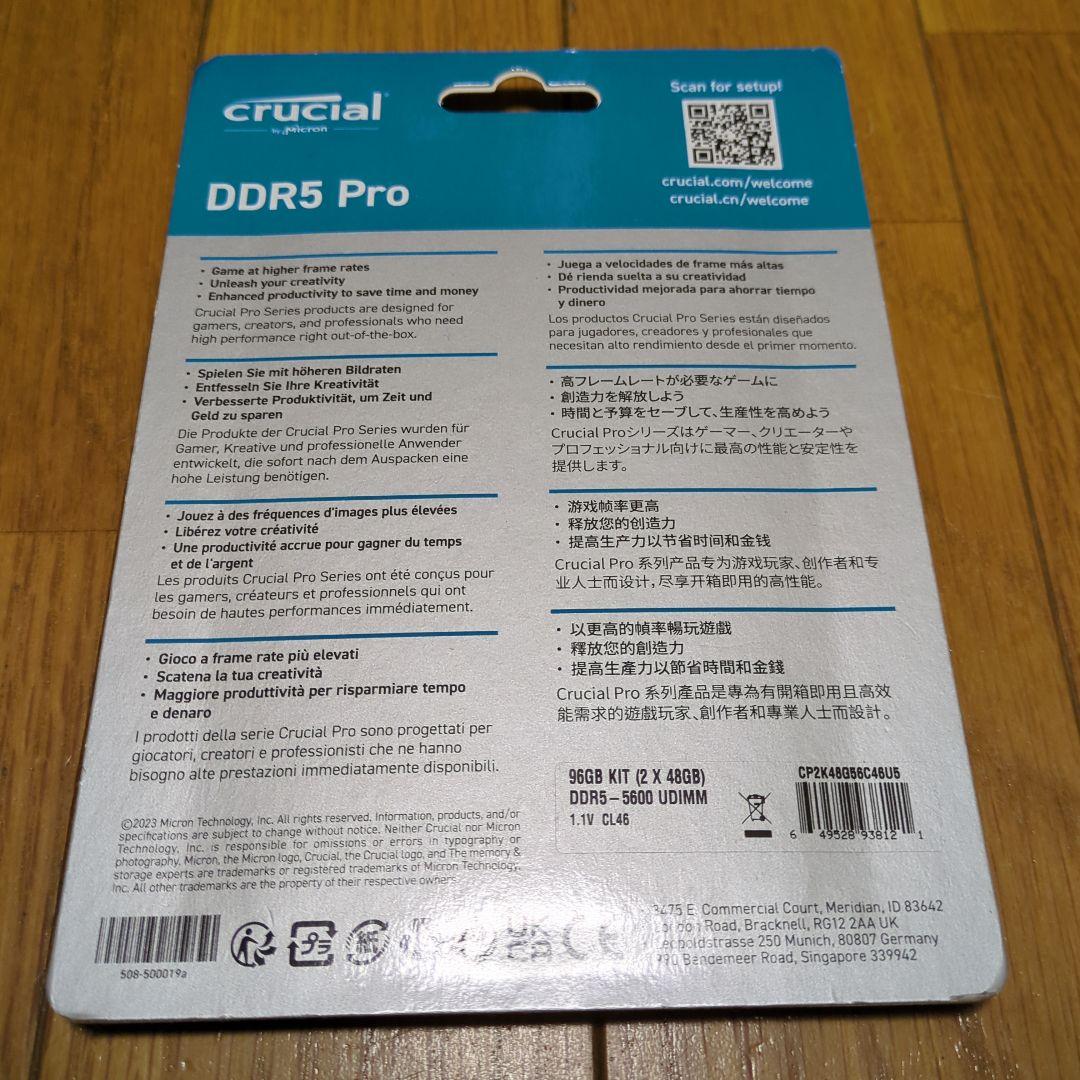 crucial
by Micron
DDR5 Pro
Scan for setup!
crucial.com/welcome
crucial.cn/welcome
• Game at higher frame rates
• Unleash your creativity
• Enhanced productivity to save time and money
Crucial Pro Series products are designed for
gamers, creators, and professionals who need
high performance right out-of-the-box.
• Spielen Sie mit höheren Bildraten
• Entfesseln Sie Ihre Kreativität
• Verbesserte Produktivität, um Zeit und
Geld zu sparen
Die Produkte der Crucial Pro Series wurden für
Gamer, Kreative und professionelle Anwender
entwickelt, die sofort nach dem Auspacken eine
hohe Leistung benötigen.
• Jouez à des fréquences d'images plus élevées
• Libérez votre créativité
• Une productivité accrue pour gagner du temps
et de l'argent
Les produits Crucial Pro Series ont été conçus pour
les gamers, créateurs et professionnels qui ont
besoin de hautes performances immédiatement.
• Gioco a frame rate più elevati
• Scatena la tua creatività
• Maggiore produttività per risparmiare tempo
e denaro
I prodotti della serie Crucial Pro sono progettati per
giocatori, creatori e professionisti che ne hanno
bisogno alte prestazioni immediatamente disponibili.
• Juega a velocidades de frame más altas
• Dé rienda suelta a su creatividad
• Productividad mejorada para ahorrar tiempo
y dinero
Los productos Crucial Pro Series están diseñados
para jugadores, creadores y profesionales que
necesitan alto rendimiento desde el primer momento.
• 高フレームレートが必要なゲームに
• 創造力を解放しよう
• 時間と予算をセーブして、生産性を高めよう
Crucial Proシリーズはゲーマー、クリエーターや
プロフェッショナル向けに最高の性能と安定性を
提供します。
• 游戏帧率更高
• 释放您的创造力
• 提高生产力以节省时间和金钱
Crucial Pro 系列产品专为游戏玩家、创作者和专
业人士而设计，尽享开箱即用的高性能。
• 以更高的幀率暢玩遊戲
• 釋放您的創造力
• 提高生產力以節省時間和金錢
Crucial Pro 系列產品是專為有開箱即用且高效
能需求的遊戲玩家、創作者和專業人士而設計。
96GB KIT (2 X 48GB)
DDR5-5600 UDIMM
1.1V CL46
CP2K48G56C46U5
6 49528 93812 1
©2023 Micron Technology, Inc. All rights reserved. Information, products, and/or
specifications are subject to change without notice. Neither Crucial nor Micron
Technology, Inc. is responsible for omissions or errors in typography or
photography. Micron, the Micron logo, Crucial, the Crucial logo, and The memory &
storage experts are trademarks or registered trademarks of Micron Technology,
Inc. All other trademarks are the property of their respective owners.
508-500019a
プラ
紙
UK
CA
CE
3475 E. Commercial Court, Meridian, ID 83642
London Road, Bracknell, RG12 2AA UK
Leopoldstrasse 250 Munich, 80807 Germany
990 Bendemeer Road, Singapore 339942